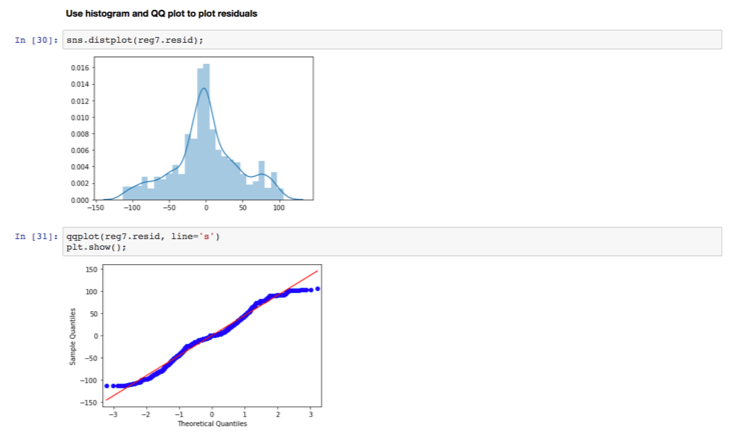 Use histogram and QQ plot to plot residuals
In [30]: sns.distplot(reg7.resid);
0.016
0.014
0.012
0.010
0.008
0.006
0.004
0.002
0.000
−150 −100 −50 0 50 100
In [31]: qqplot(reg7.resid, line='s')
plt.show();
150
100
50
0
−50
−100
−150
Sample Quantiles
−3 −2 −1 0 1 2 3
Theoretical Quantiles